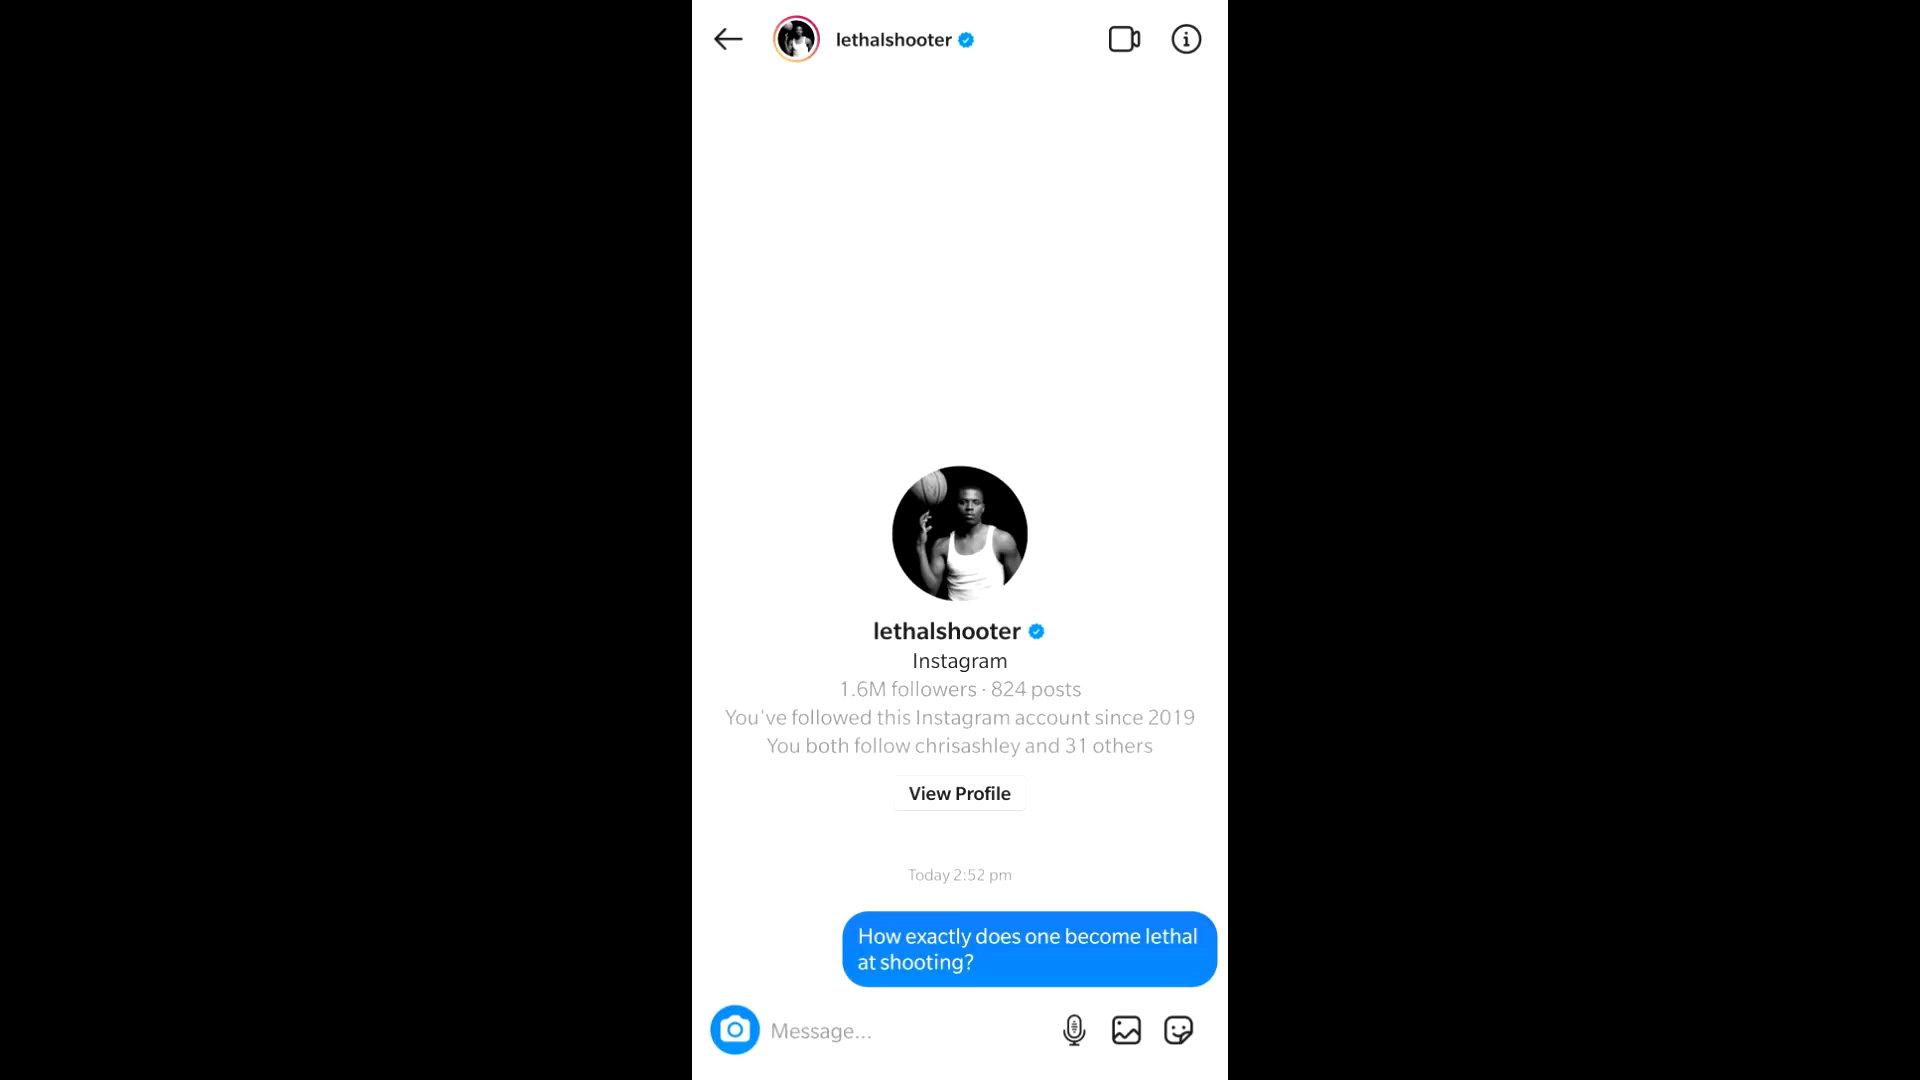 lethalshooter
lethalshooter
Instagram
1.6M followers · 824 posts
You've followed this Instagram account since 2019
You both follow chrisashley and 31 others
View Profile
Today 2:52 pm
How exactly does one become lethal
at shooting?
Message...